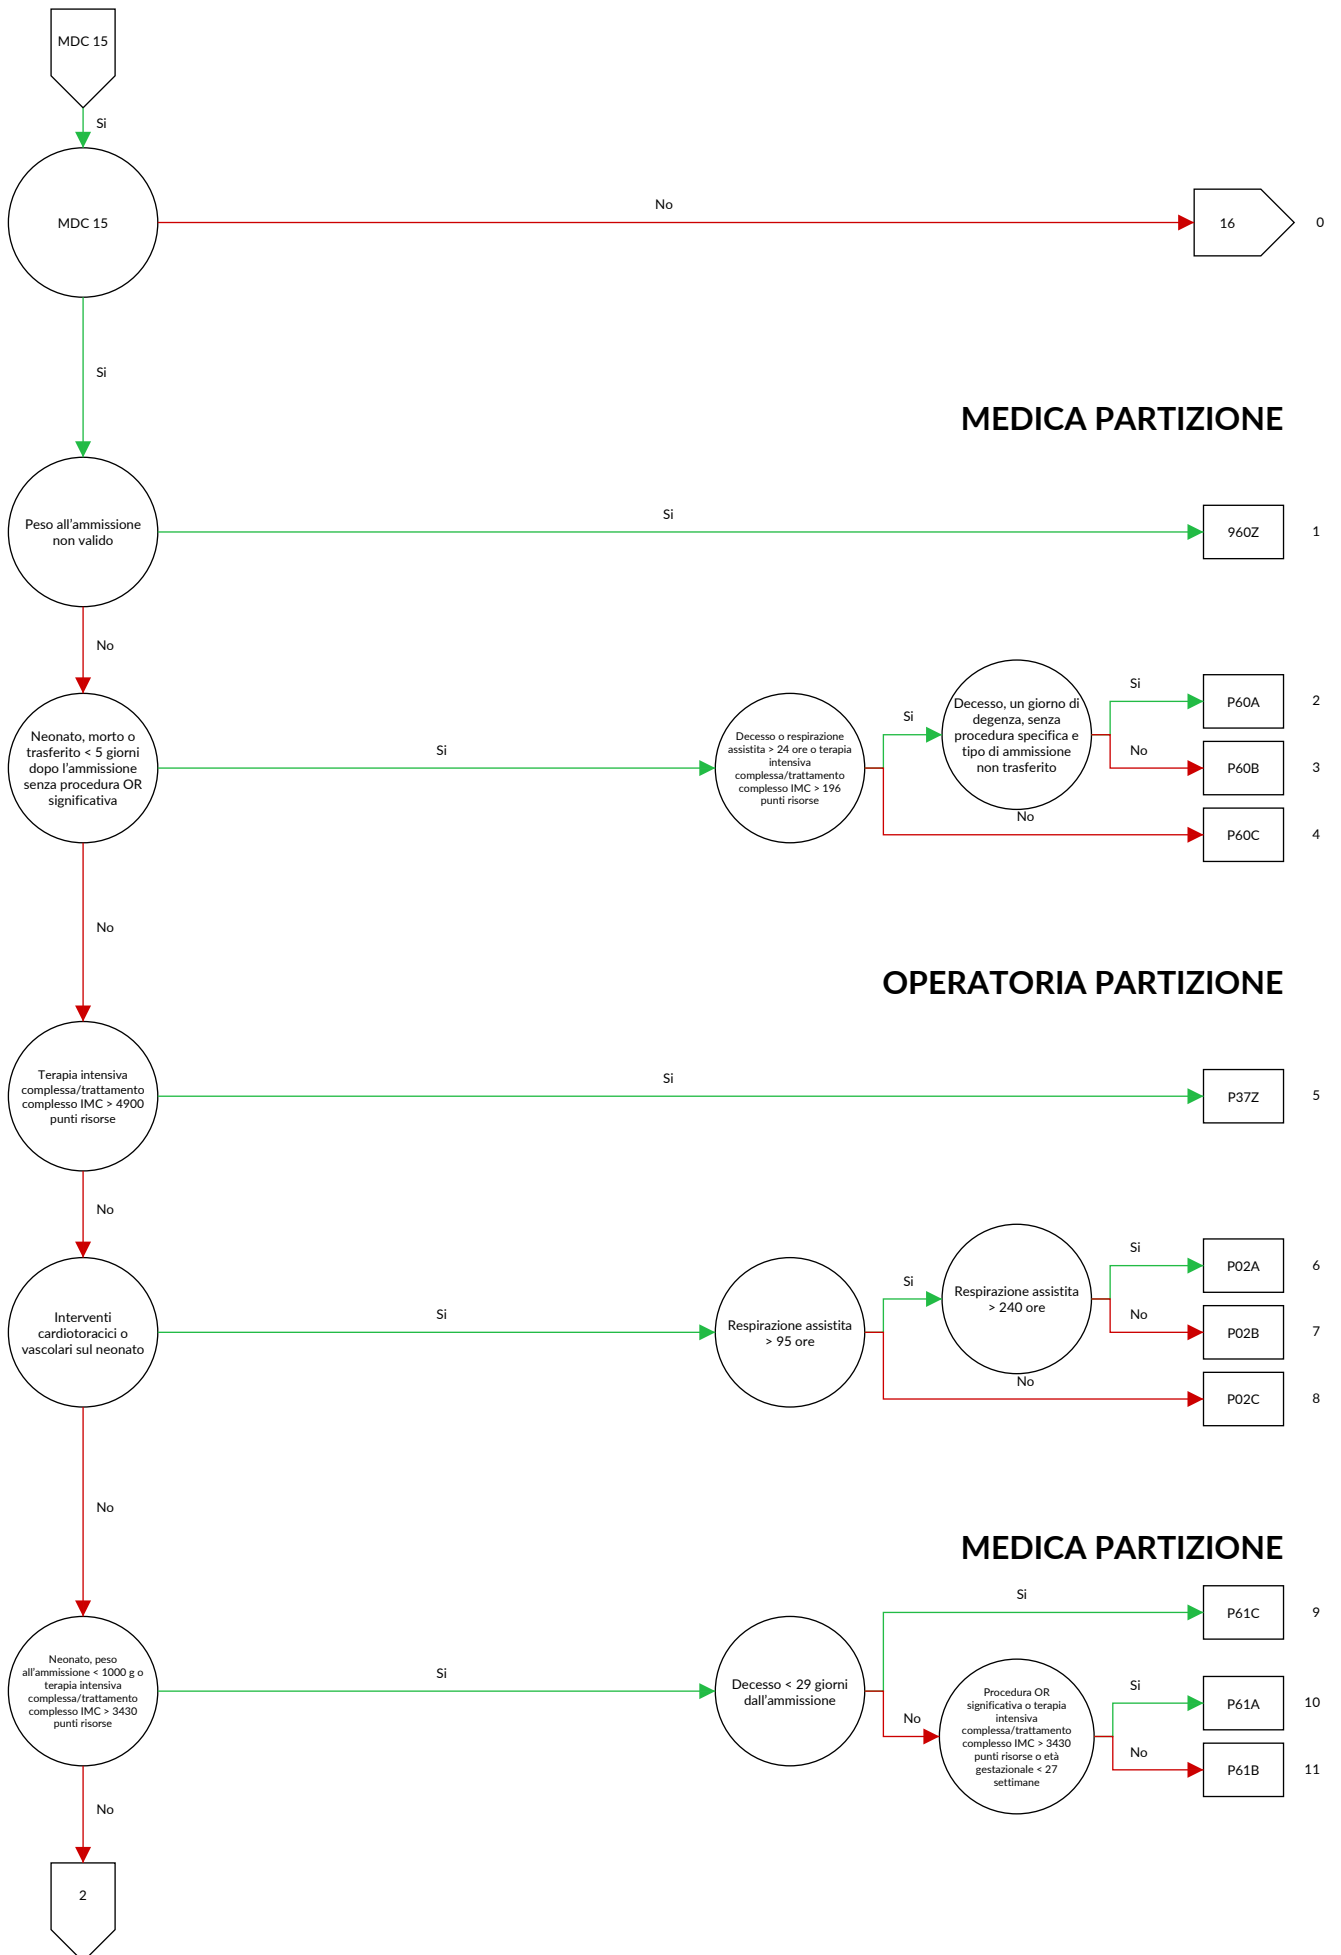 MDC 15
Si
MDC 15
No
16
0
Si
MEDICA PARTIZIONE
Peso all'ammissione
non valido
Si
960Z
1
No
Neonato, morto o
trasferito < 5 giorni
dopo l'ammissione
senza procedura OR
significativa
Si
Decesso o respirazione
assistita > 24 ore o terapia
intensiva
complessa/trattamento
complesso IMC > 196
punti risorse
Si
Decesso, un giorno di
degenza, senza
procedura specifica e
tipo di ammissione
non trasferito
Si
P60A
2
No
P60B
3
No
P60C
4
No
OPERATORIA PARTIZIONE
Terapia intensiva
complessa/trattamento
complesso IMC > 4900
punti risorse
Si
P37Z
5
No
Interventi
cardiotoracici o
vascolari sul neonato
Si
Respirazione assistita
> 95 ore
Si
Respirazione assistita
> 240 ore
Si
P02A
6
No
P02B
7
No
P02C
8
No
MEDICA PARTIZIONE
Neonato, peso
all'ammissione < 1000 g o
terapia intensiva
complessa/trattamento
complesso IMC > 3430
punti risorse
Si
Decesso < 29 giorni
dall'ammissione
Si
P61C
9
No
Procedura OR
significativa o terapia
intensiva
complessa/trattamento
complesso IMC > 3430
punti risorse o età
gestazionale < 27
settimane
Si
P61A
10
No
P61B
11
No
2